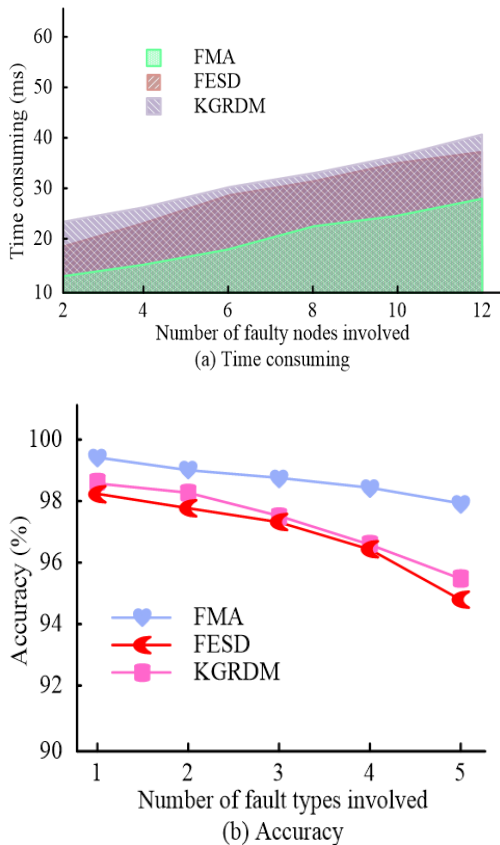 60
50
40
30
20
10
Time consuming (ms)
FMA
FESD
KGRDM
2 4 6 8 10 12
Number of faulty nodes involved
(a) Time consuming
100
98
96
94
92
90
Accuracy (%)
FMA
FESD
KGRDM
1 2 3 4 5
Number of fault types involved
(b) Accuracy